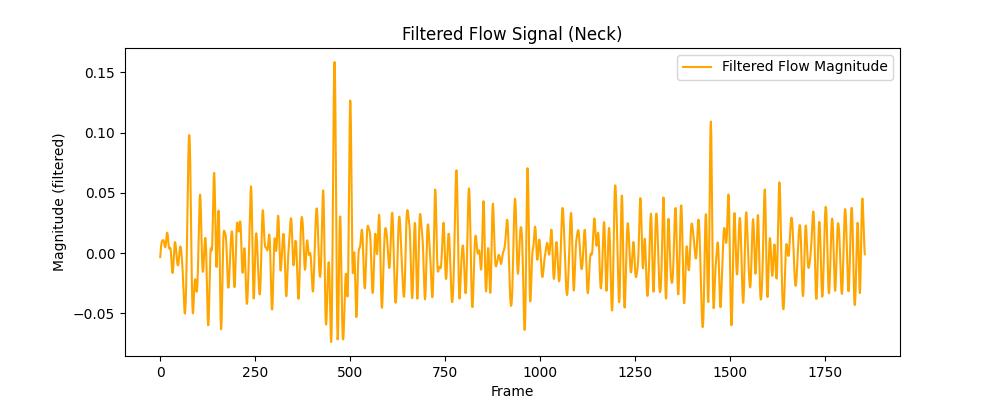 Filtered Flow Signal (Neck)
Filtered Flow Magnitude
0.15
0.10
0.05
0.00
−0.05
Magnitude (filtered)
0 250 500 750 1000 1250 1500 1750
Frame